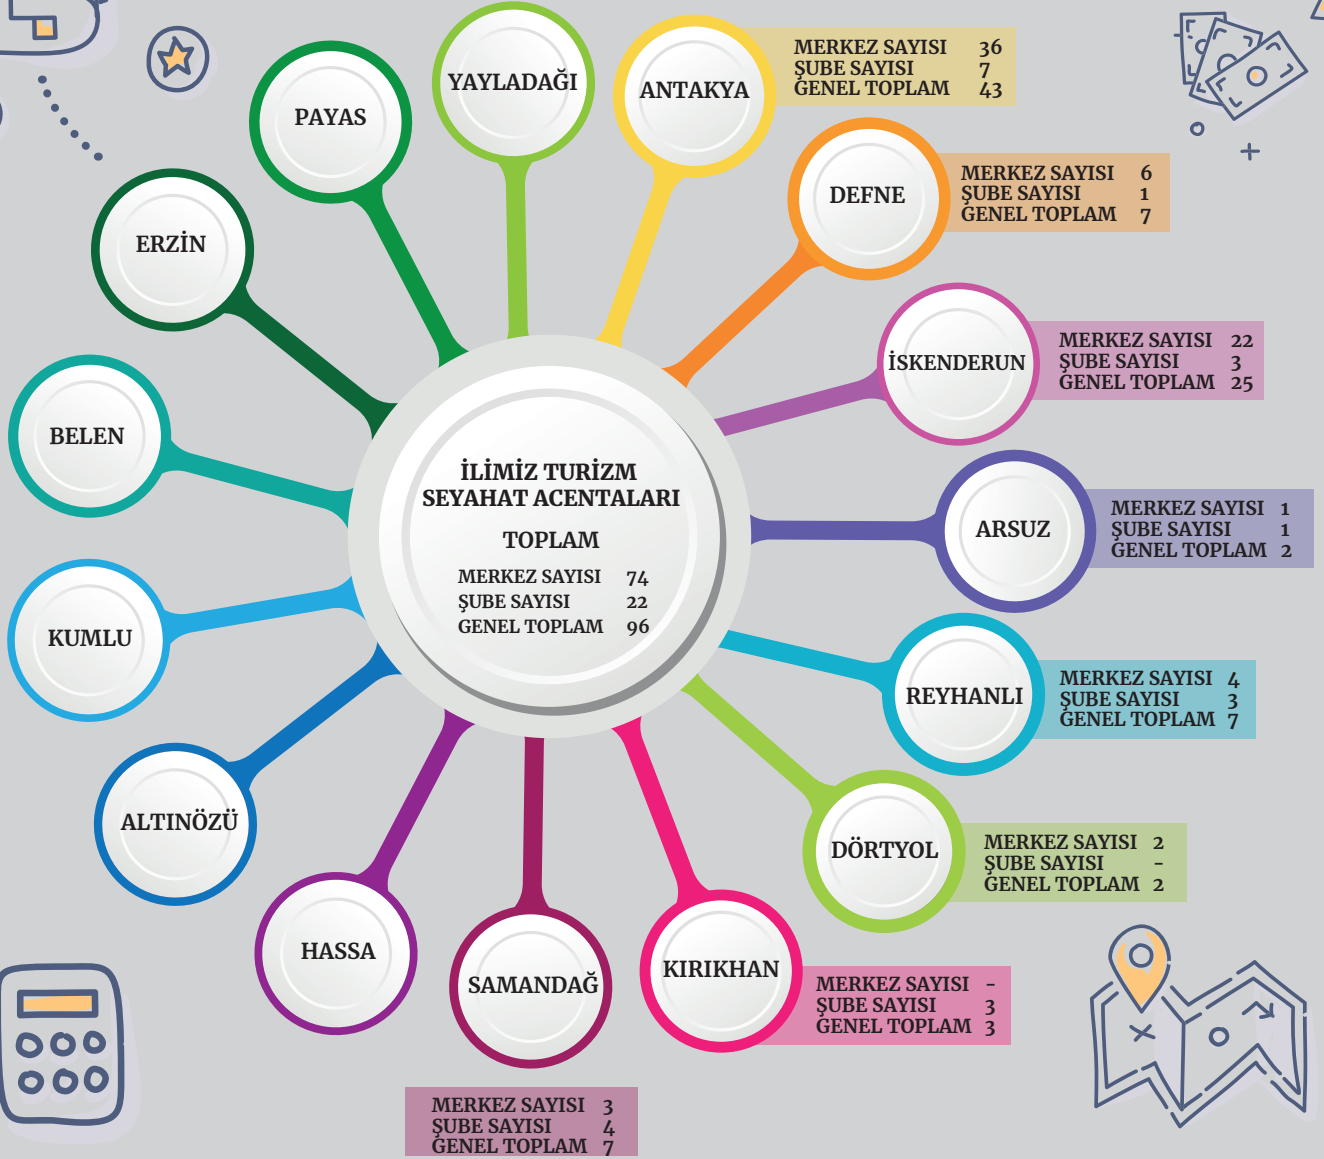 YAYLADAĞI
ANTAKYA
MERKEZ SAYISI 36
ŞUBE SAYISI 7
GENEL TOPLAM 43
PAYAS
DEFNE
MERKEZ SAYISI 6
ŞUBE SAYISI 1
GENEL TOPLAM 7
ERZİN
İSKENDERUN
MERKEZ SAYISI 22
ŞUBE SAYISI 3
GENEL TOPLAM 25
BELEN
İLİMİZ TURİZM
SEYAHAT ACENTALARI
TOPLAM
MERKEZ SAYISI 74
ŞUBE SAYISI 22
GENEL TOPLAM 96
ARSUZ
MERKEZ SAYISI 1
ŞUBE SAYISI 1
GENEL TOPLAM 2
KUMLU
REYHANLI
MERKEZ SAYISI 4
ŞUBE SAYISI 3
GENEL TOPLAM 7
ALTINÖZÜ
DÖRTYOL
MERKEZ SAYISI 2
ŞUBE SAYISI -
GENEL TOPLAM 2
HASSA
SAMANDAĞ
KIRIKHAN
MERKEZ SAYISI -
ŞUBE SAYISI 3
GENEL TOPLAM 3
MERKEZ SAYISI 3
ŞUBE SAYISI 4
GENEL TOPLAM 7